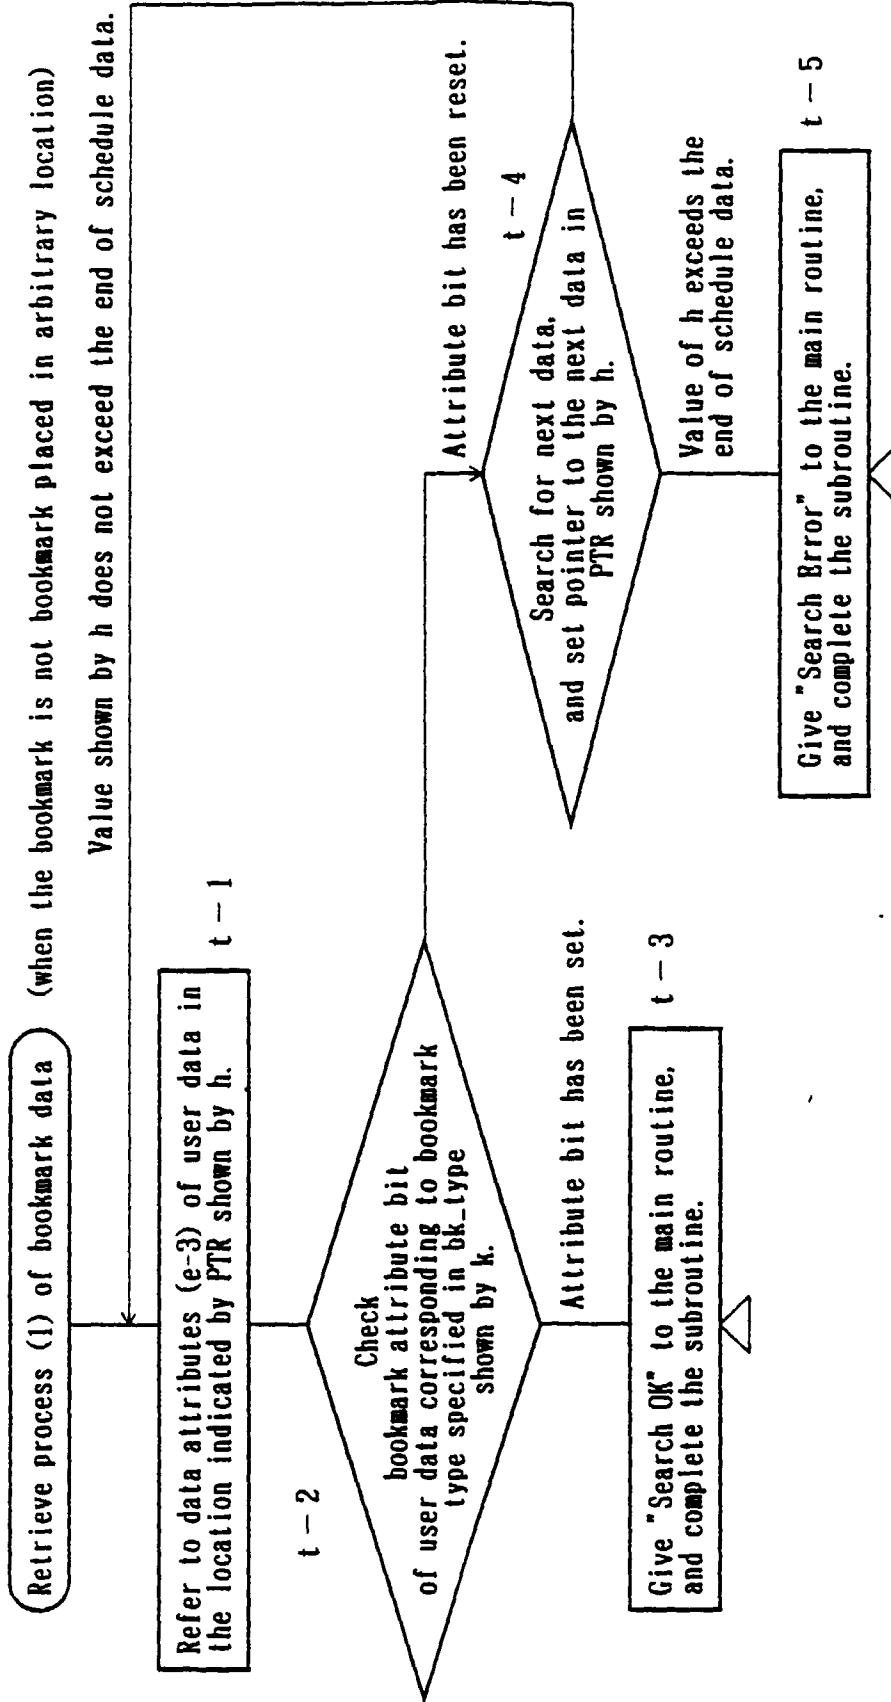 Retrieve process (1) of bookmark data (when the bookmark is not bookmark placed in arbitrary location)
Value shown by h does not exceed the end of schedule data.
Refer to data attributes (e-3) of user data in
the location indicated by PTR shown by h.
t-1
t-2
Check
bookmark attribute bit
of user data corresponding to bookmark
type specified in bk_type
shown by k.
Attribute bit has been reset.
t-4
Search for next data,
and set pointer to the next data in
PTR shown by h.
Attribute bit has been set.
Value of h exceeds the
end of schedule data.
t-3
Give "Search OK" to the main routine,
and complete the subroutine.
t-5
Give "Search Brror" to the main routine,
and complete the subroutine.